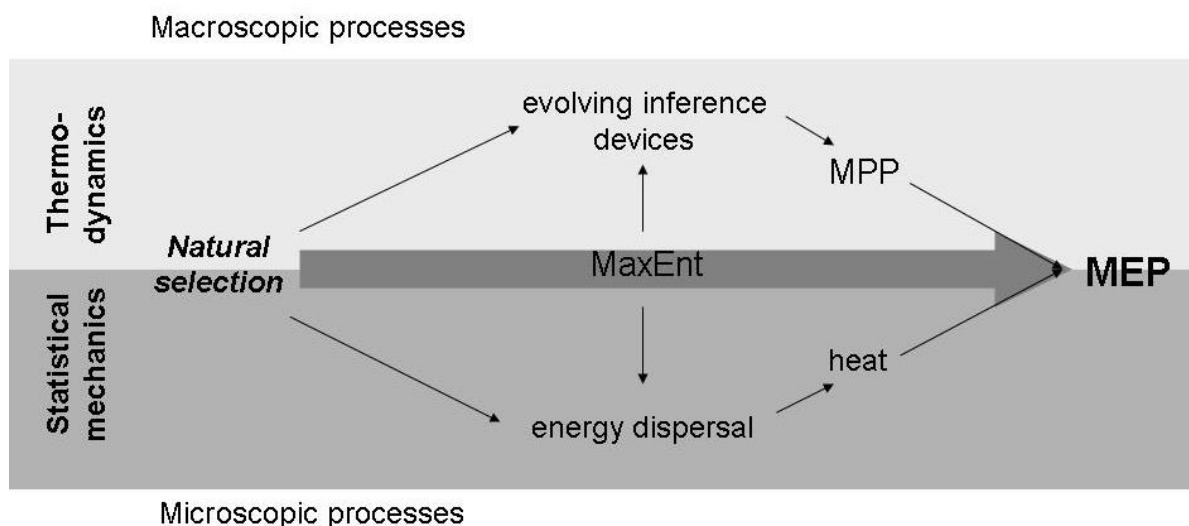 Macroscopic processes
Thermo-
dynamics
evolving inference
devices
MPP
Natural
selection
MaxEnt
MEP
Statistical
mechanics
heat
energy dispersal
Microscopic processes